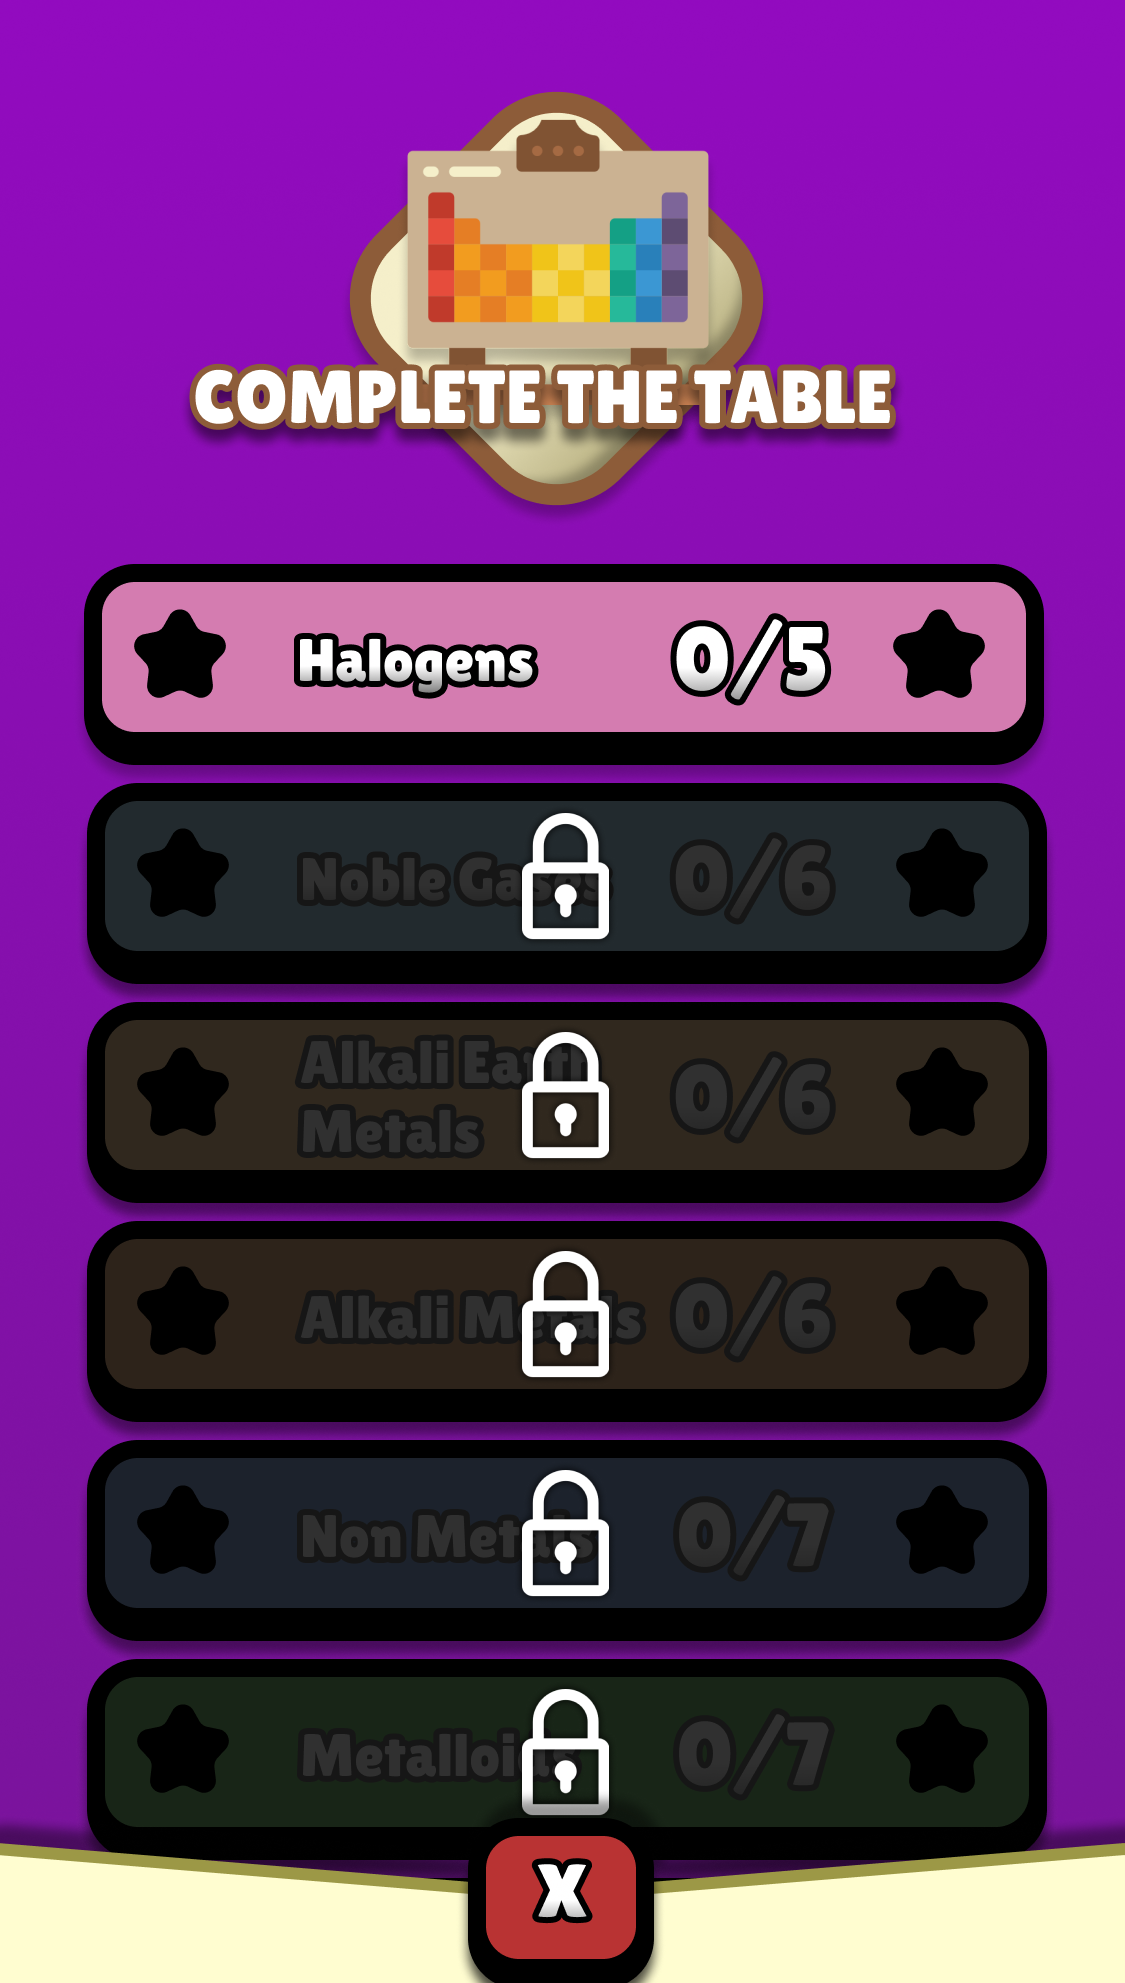 COMPLETE THE TABLE
Halogens 0/5
Noble Gases 0/6
Alkali Earth
Metals 0/6
Alkali Metals 0/6
Non Metals 0/7
Metalloids 0/7
X